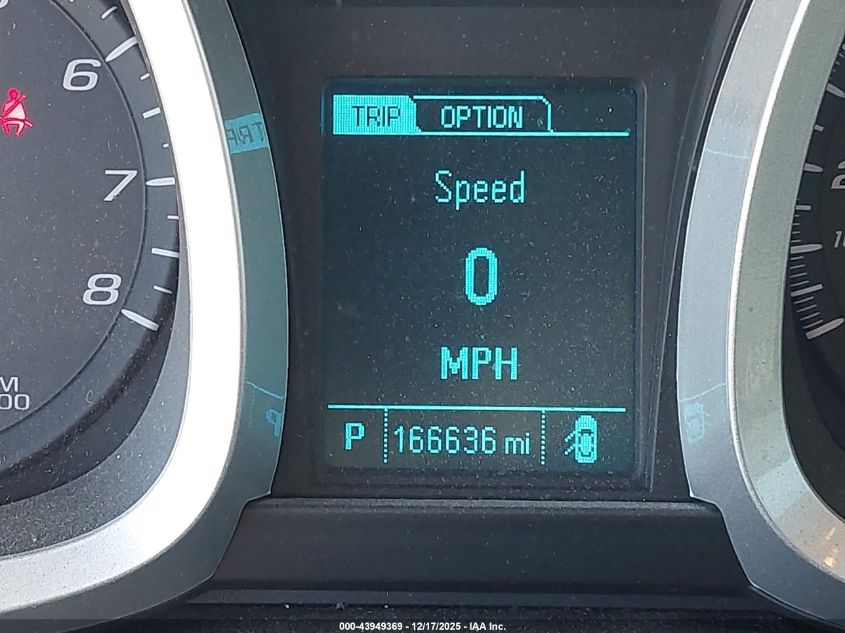 6
7
8
TRIP OPTION
Speed
0
MPH
P 166636 mi
000-43949369 - 12/17/2025 - IAA Inc.